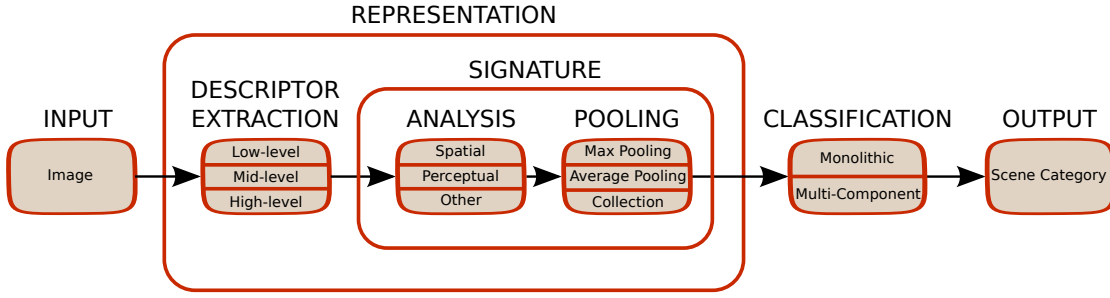 REPRESENTATION
SIGNATURE
INPUT
Image
DESCRIPTOR
EXTRACTION
Low-level
Mid-level
High-level
ANALYSIS
Spatial
Perceptual
Other
POOLING
Max Pooling
Average Pooling
Collection
CLASSIFICATION
Monolithic
Multi-Component
OUTPUT
Scene Category